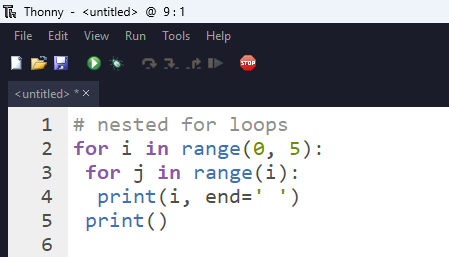 Thonny - <untitled> @ 9 : 1
File Edit View Run Tools Help
STOP
<untitled> * ×
1 # nested for loops
2 for i in range(0, 5):
3  for j in range(i):
4   print(i, end=' ')
5  print()
6